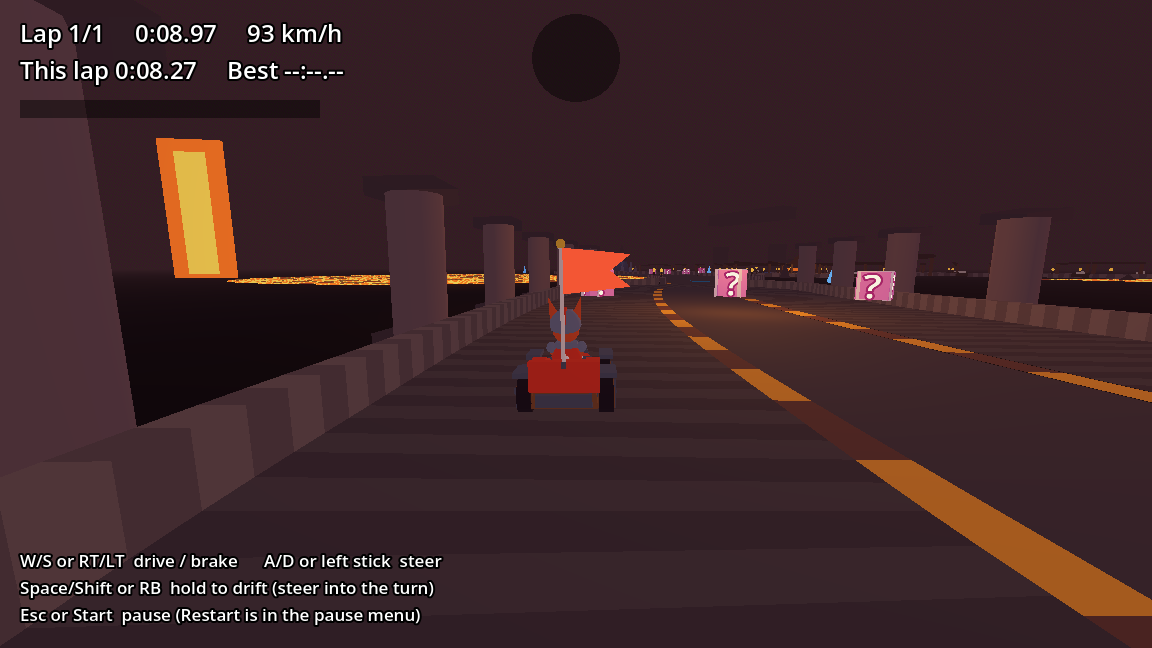 Lap 1/1 0:08.97 93 km/h
This lap 0:08.27 Best --:--.--
? ?
W/S or RT/LT drive / brake A/D or left stick steer
Space/Shift or RB hold to drift (steer into the turn)
Esc or Start pause (Restart is in the pause menu)